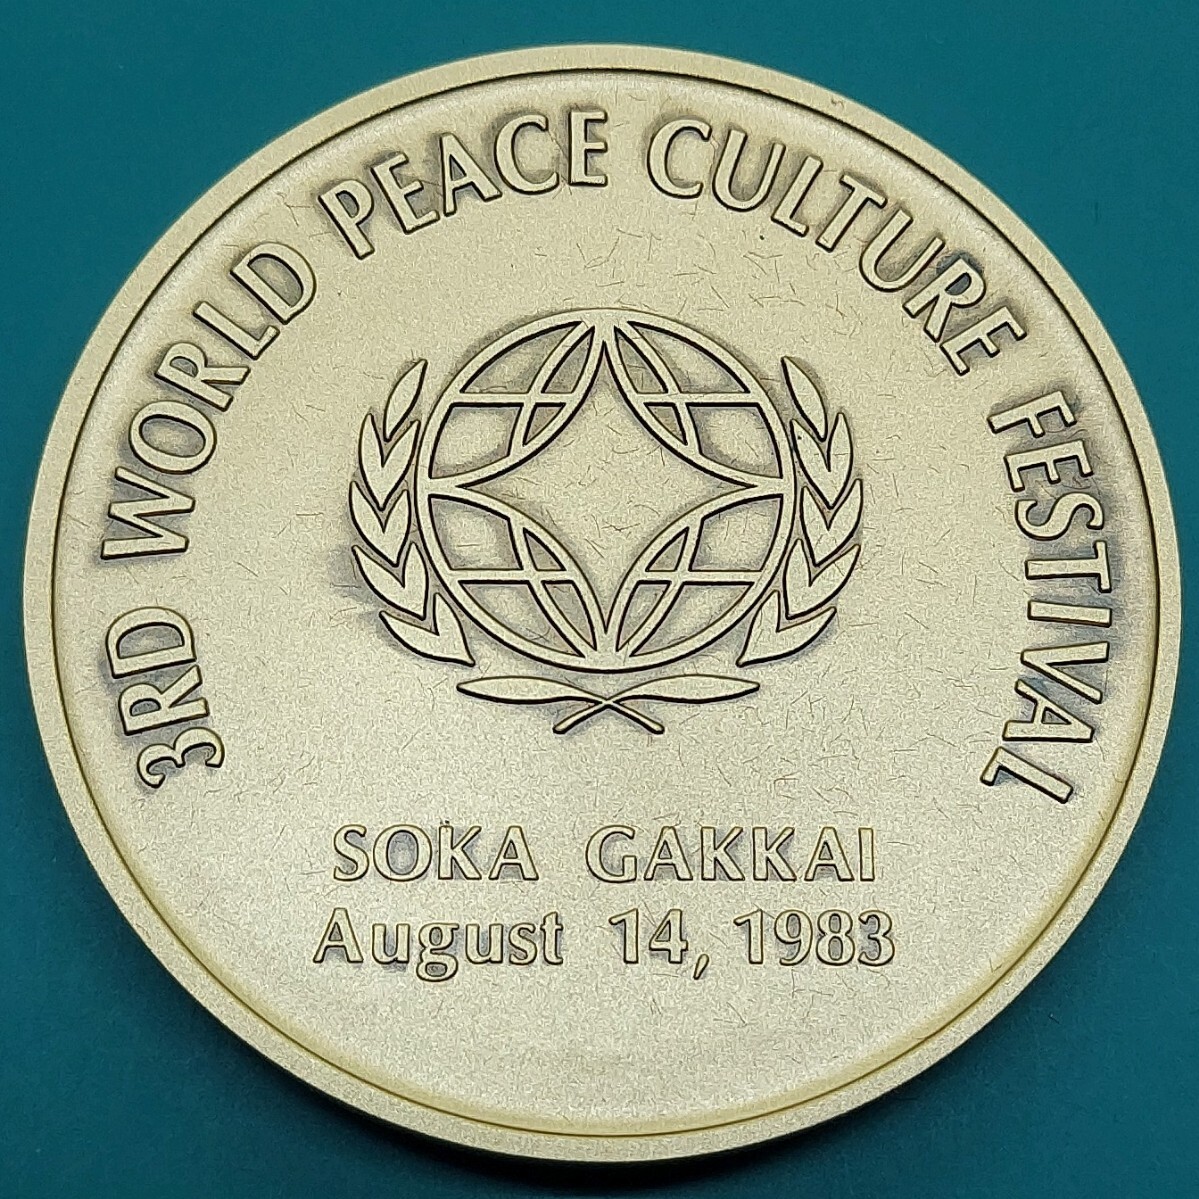 3RD WORLD PEACE CULTURE FESTIVAL
SOKA GAKKAI
August 14, 1983